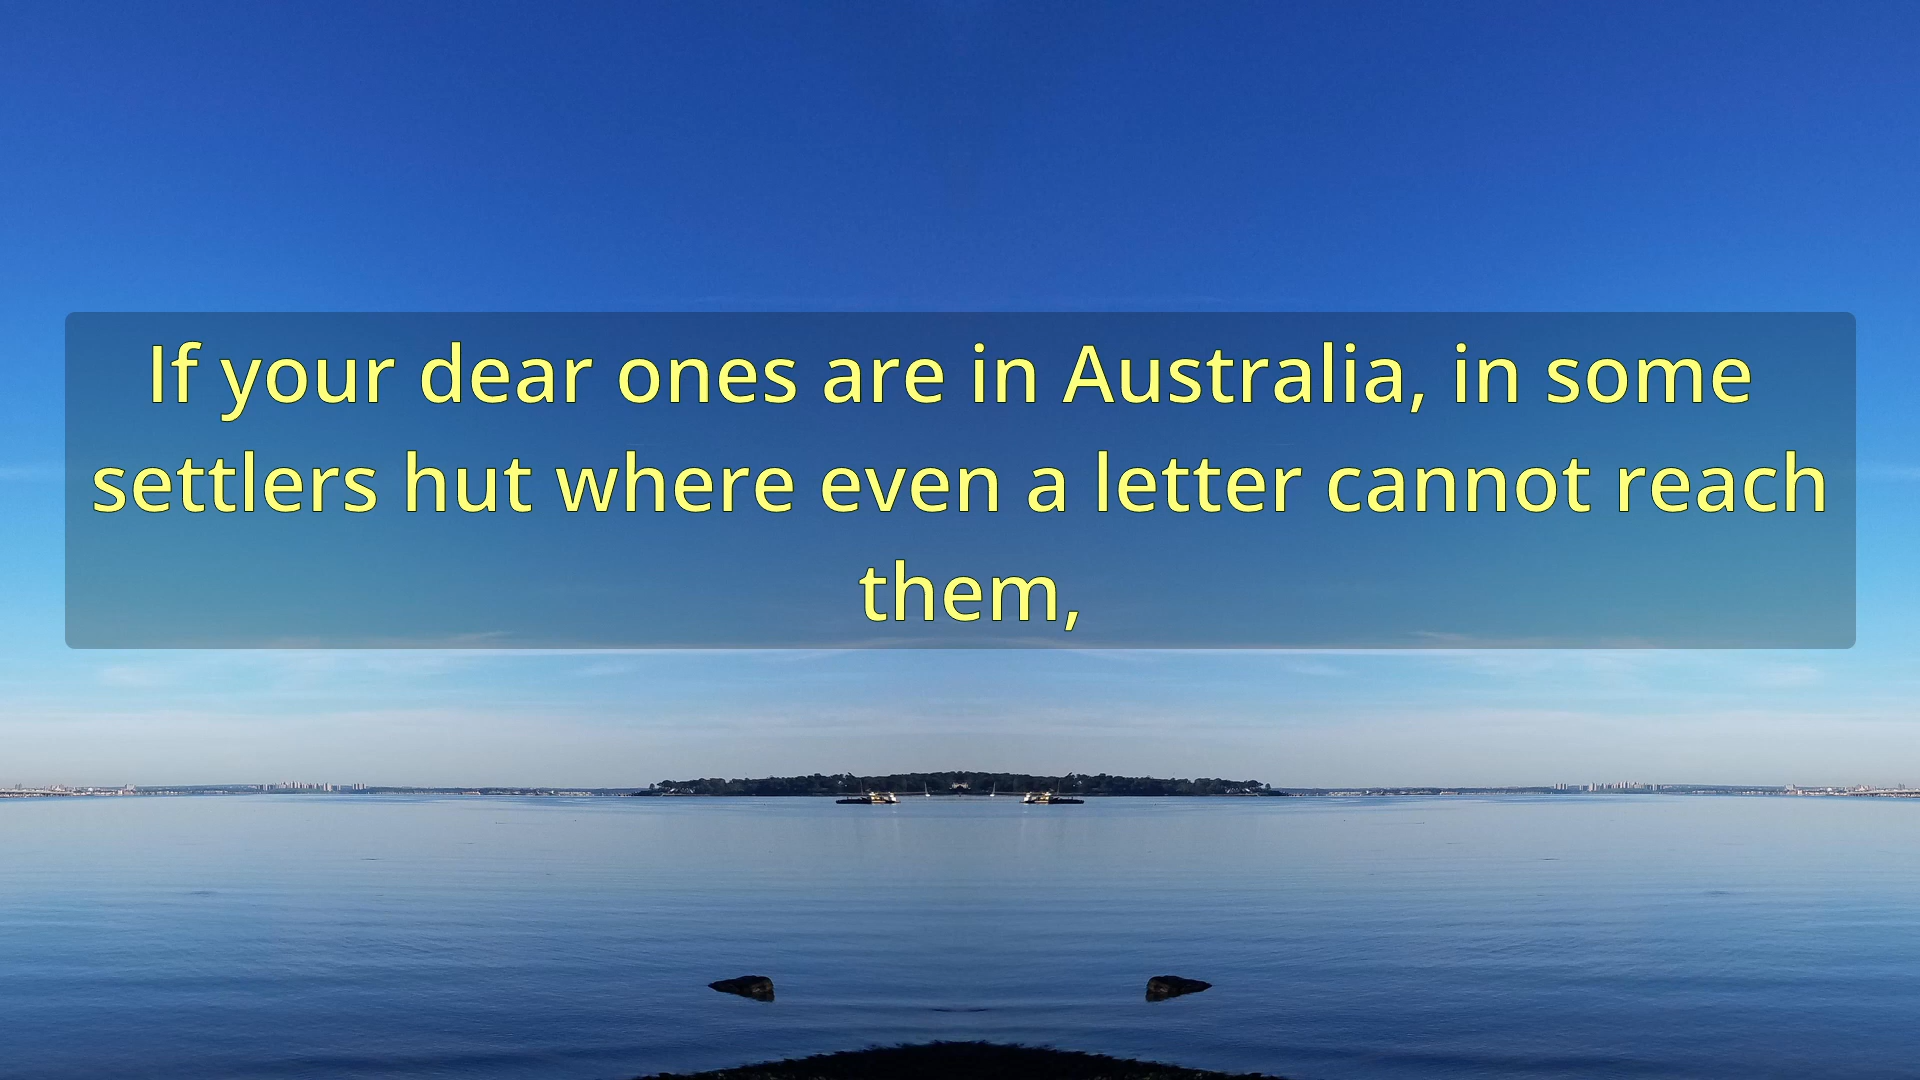 If your dear ones are in Australia, in some
settlers hut where even a letter cannot reach
them,